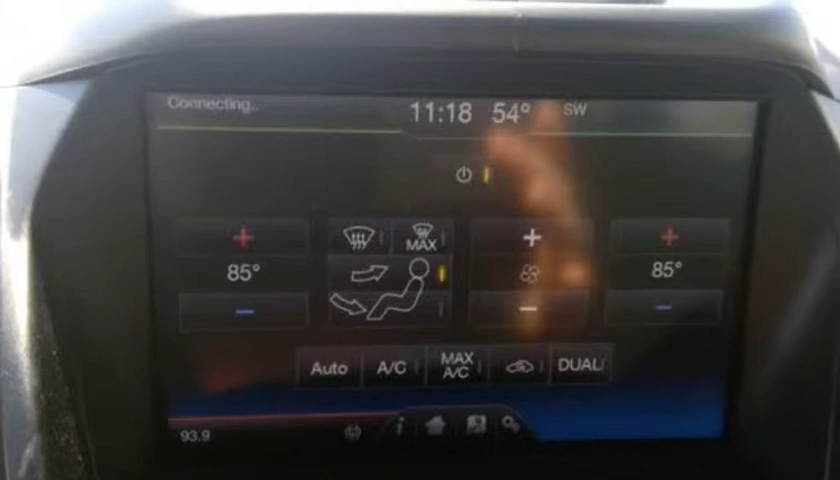 Connecting..
11:18 54° SW
MAX
85° 85°
Auto A/C MAX A/C DUAL
93.9